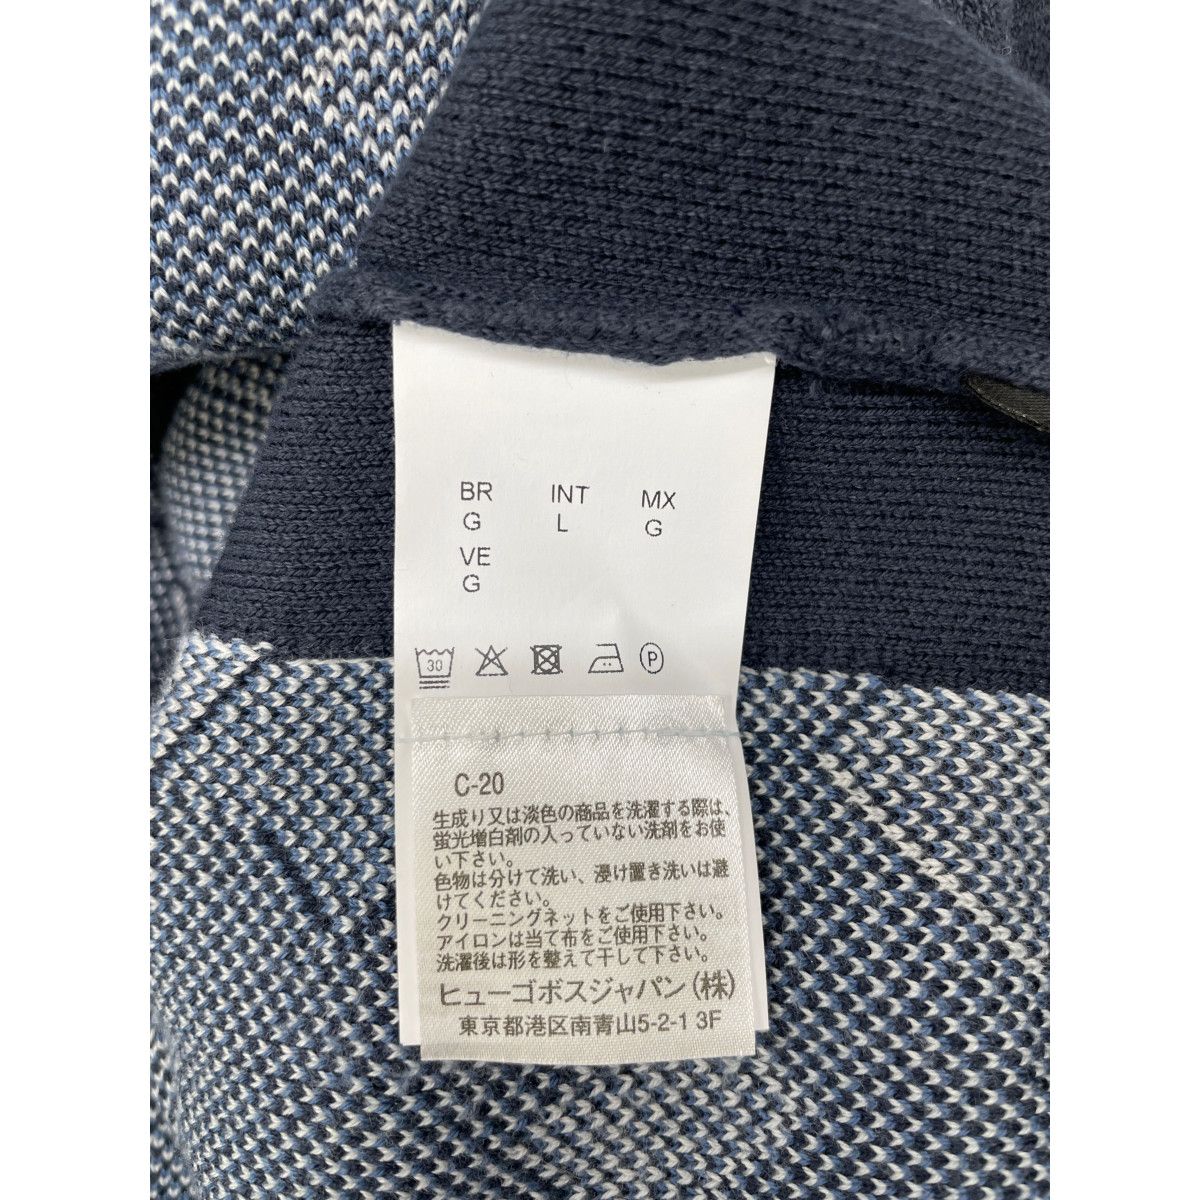 BR INT MX
G L G
VE
G
30 P
C-20
生成り又は淡色の商品を洗濯する際は、
蛍光増白剤の入っていない洗剤をお使
い下さい。
色物は分けて洗い、浸け置き洗いは避
けてください。
クリーニングネットをご使用下さい。
アイロンは当て布をご使用下さい。
洗濯後は形を整えて干して下さい。
ヒューゴボスジャパン(株)
東京都港区南青山5-2-1 3F